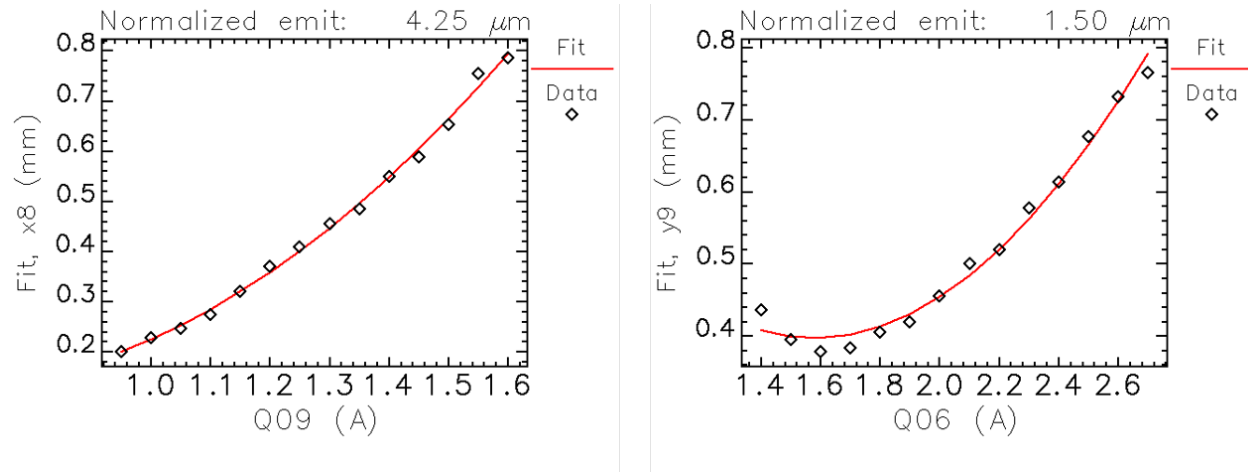 Normalized emit: 4.25 μm
Fit
Data
0.8
0.7
0.6
0.5
0.4
0.3
0.2
Fit, x8 (mm)
1.0 1.1 1.2 1.3 1.4 1.5 1.6
Q09 (A)
Normalized emit: 1.50 μm
Fit
Data
0.8
0.7
0.6
0.5
0.4
Fit, y9 (mm)
1.4 1.6 1.8 2.0 2.2 2.4 2.6
Q06 (A)